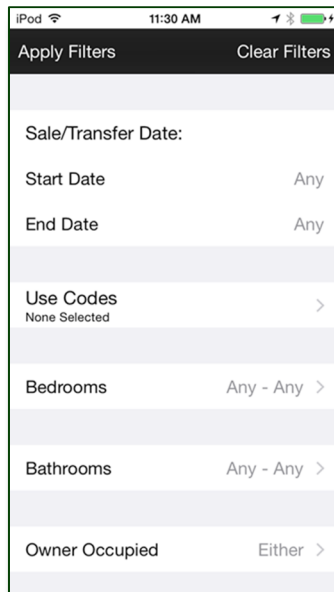 iPod 11:30 AM
Apply Filters Clear Filters
Sale/Transfer Date:
Start Date Any
End Date Any
Use Codes
None Selected
Bedrooms Any - Any
Bathrooms Any - Any
Owner Occupied Either